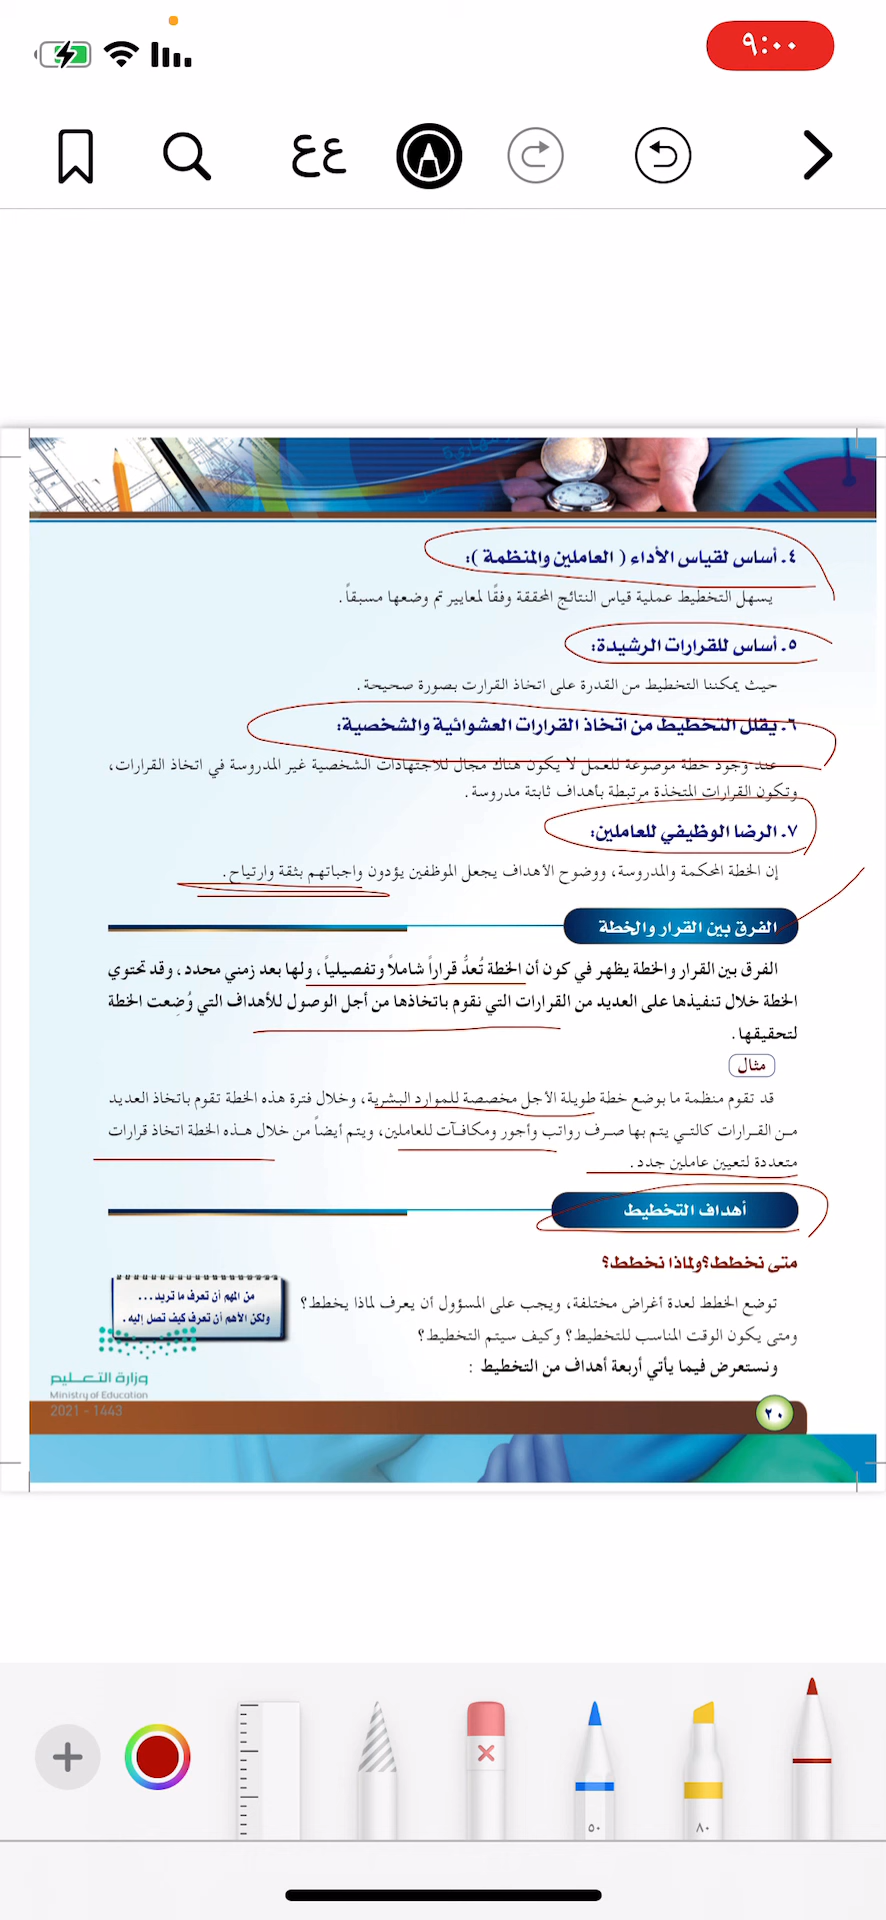 ٩:٠٠
عع
٤. أساس لقياس الأداء ( العاملين والمنظمة ):
يسهل التخطيط عملية قياس النتائج المحققة وفقًا لمعايير تم وضعها مسبقاً.
٥. أساس للقرارات الرشيدة:
حيث يمكننا التخطيط من القدرة على اتخاذ القرارت بصورة صحيحة.
٦. يقلل التخطيط من اتخاذ القرارات العشوائية والشخصية:
عند وجود خطة موضوعة للعمل لا يكون هناك مجال للاجتهادات الشخصية غير المدروسة في اتخاذ القرارات،
وتكون القرارات المتخذة مرتبطة بأهداف ثابتة مدروسة.
٧. الرضا الوظيفي للعاملين:
إن الخطة المحكمة والمدروسة، ووضوح الأهداف يجعل الموظفين يؤدون واجباتهم بثقة وارتياح.
الفرق بين القرار والخطة
الفرق بين القرار والخطة يظهر في كون أن الخطة تُعدُّ قراراً شاملاً وتفصيلياً، ولها بعد زمني محدد، وقد تحتوي
الخطة خلال تنفيذها على العديد من القرارات التي نقوم باتخاذها من أجل الوصول للأهداف التي وُضِعت الخطة
لتحقيقها.
مثال
قد تقوم منظمة ما بوضع خطة طويلة الأجل مخصصة للموارد البشرية، وخلال فترة هذه الخطة تقوم باتخاذ العديد
من القرارات كالتي يتم بها صرف رواتب وأجور ومكافآت للعاملين، ويتم أيضاً من خلال هذه الخطة اتخاذ قرارات
متعددة لتعيين عاملين جدد.
أهداف التخطيط
متى نخطط؟ولماذا نخطط؟
توضع الخطط لعدة أغراض مختلفة، ويجب على المسؤول أن يعرف لماذا يخطط؟
ومتى يكون الوقت المناسب للتخطيط؟ وكيف سيتم التخطيط؟
ونستعرض فيما يأتي أربعة أهداف من التخطيط :
من المهم أن تعرف ما تريد...
ولكن الأهم أن تعرف كيف تصل إليه.
وزارة التعليم
Ministry of Education
2021 - 1443
٢٠
٥٠
٨٠